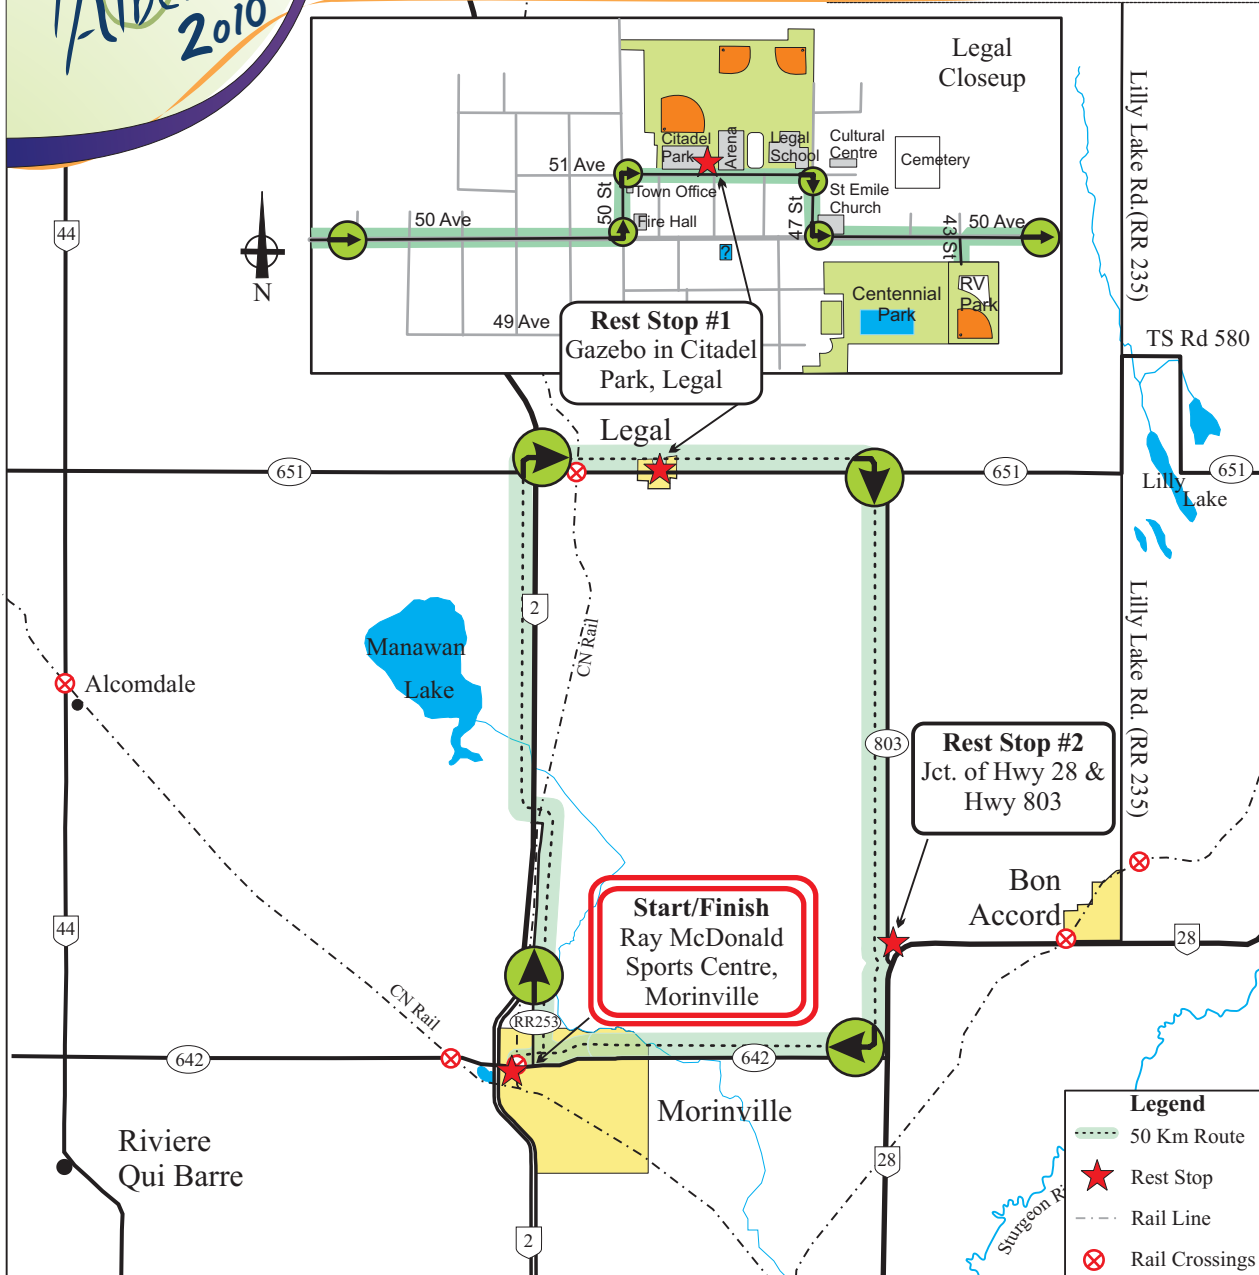 2010
Legal
Closeup
Citadel
Park
Arena
Legal
School
Cultural
Centre
Cemetery
51 Ave
Town Office
50 St
Fire Hall
50 Ave
47 St
St Emile
Church
43 St
50 Ave
?
Centennial
Park
RV
Park
49 Ave
N
44
Lilly Lake Rd.(RR 235)
TS Rd 580
Rest Stop #1
Gazebo in Citadel
Park, Legal
Legal
651
651
651
Lilly
Lake
2
CN Rail
Manawan
Lake
Lilly Lake Rd. (RR 235)
Alcomdale
803
Rest Stop #2
Jct. of Hwy 28 &
Hwy 803
Bon
Accord
28
44
Start/Finish
Ray McDonald
Sports Centre,
Morinville
CN Rail
RR253
642
642
Morinville
Riviere
Qui Barre
28
2
Sturgeon
Legend
50 Km Route
Rest Stop
Rail Line
Rail Crossings